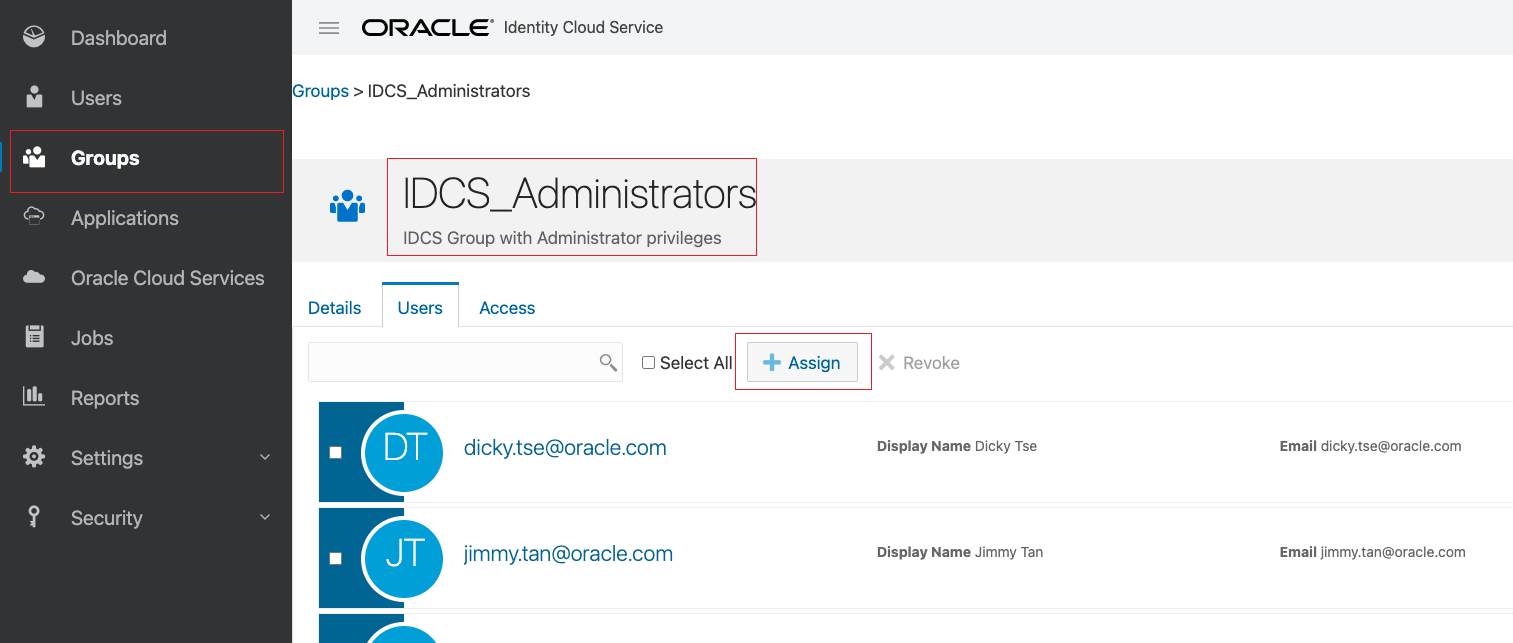 Dashboard
Users
Groups
Applications
Oracle Cloud Services
Jobs
Reports
Settings
Security
ORACLE® Identity Cloud Service
Groups > IDCS_Administrators
IDCS_Administrators
IDCS Group with Administrator privileges
Details Users Access
Select All Assign Revoke
DT dicky.tse@oracle.com Display Name Dicky Tse Email dicky.tse@oracle.com
JT jimmy.tan@oracle.com Display Name Jimmy Tan Email jimmy.tan@oracle.com